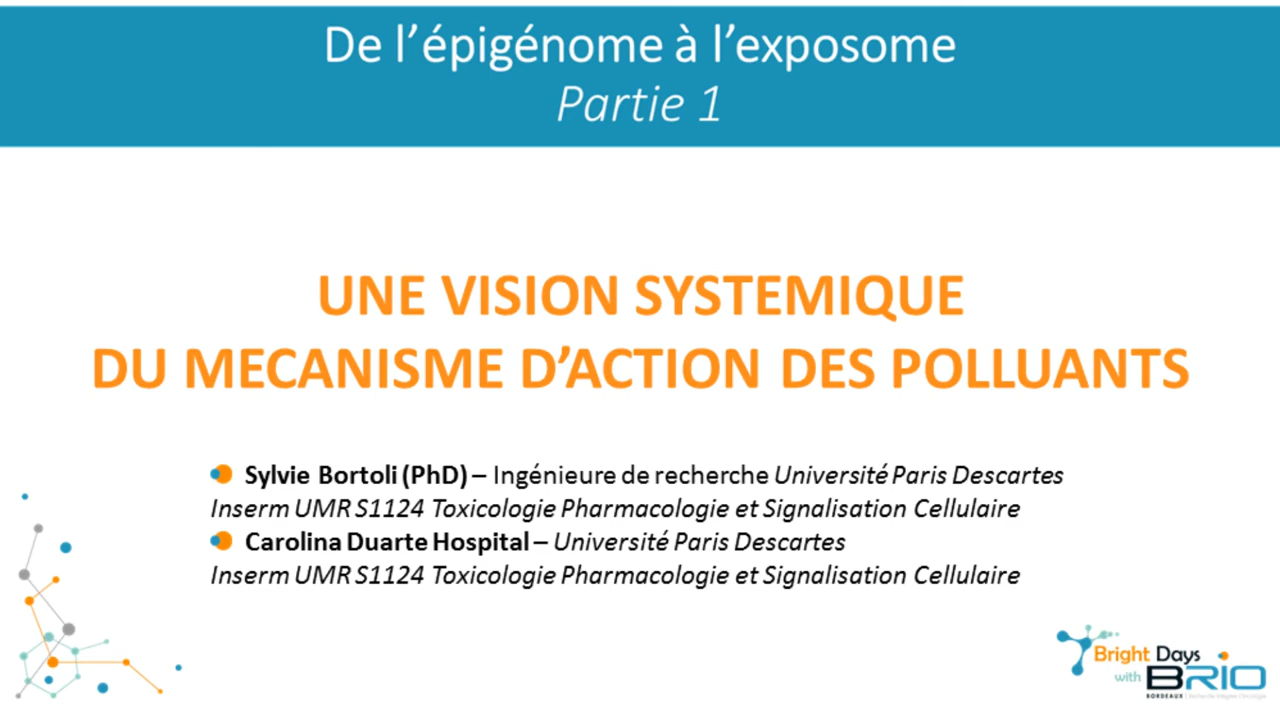 De l’épigénome à l’exposome
Partie 1
UNE VISION SYSTEMIQUE
DU MECANISME D’ACTION DES POLLUANTS
Sylvie Bortoli (PhD) – Ingénieure de recherche Université Paris Descartes
Inserm UMR S1124 Toxicologie Pharmacologie et Signalisation Cellulaire
Carolina Duarte Hospital – Université Paris Descartes
Inserm UMR S1124 Toxicologie Pharmacologie et Signalisation Cellulaire
Bright Days
with BRIO
BORDEAUX